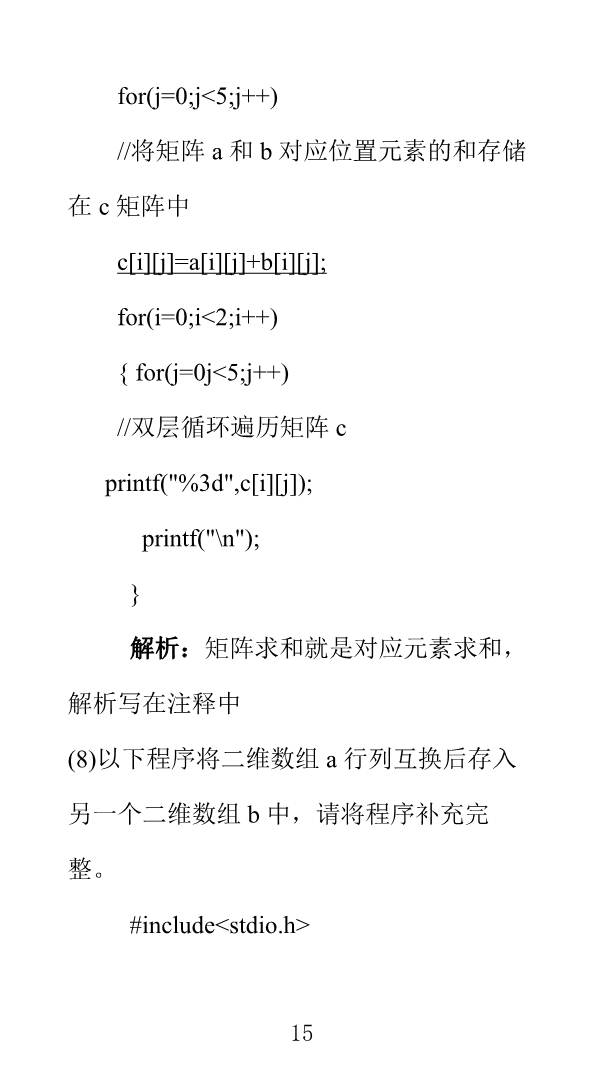 for(j=0;j<5;j++)
//将矩阵 a 和 b 对应位置元素的和存储
在 c 矩阵中
c[i][j]=a[i][j]+b[i][j];
for(i=0;i<2;i++)
{ for(j=0j<5;j++)
//双层循环遍历矩阵 c
printf("%3d",c[i][j]);
printf("\n");
}
解析：矩阵求和就是对应元素求和，
解析写在注释中
(8)以下程序将二维数组 a 行列互换后存入
另一个二维数组 b 中，请将程序补充完
整。
#include<stdio.h>
15